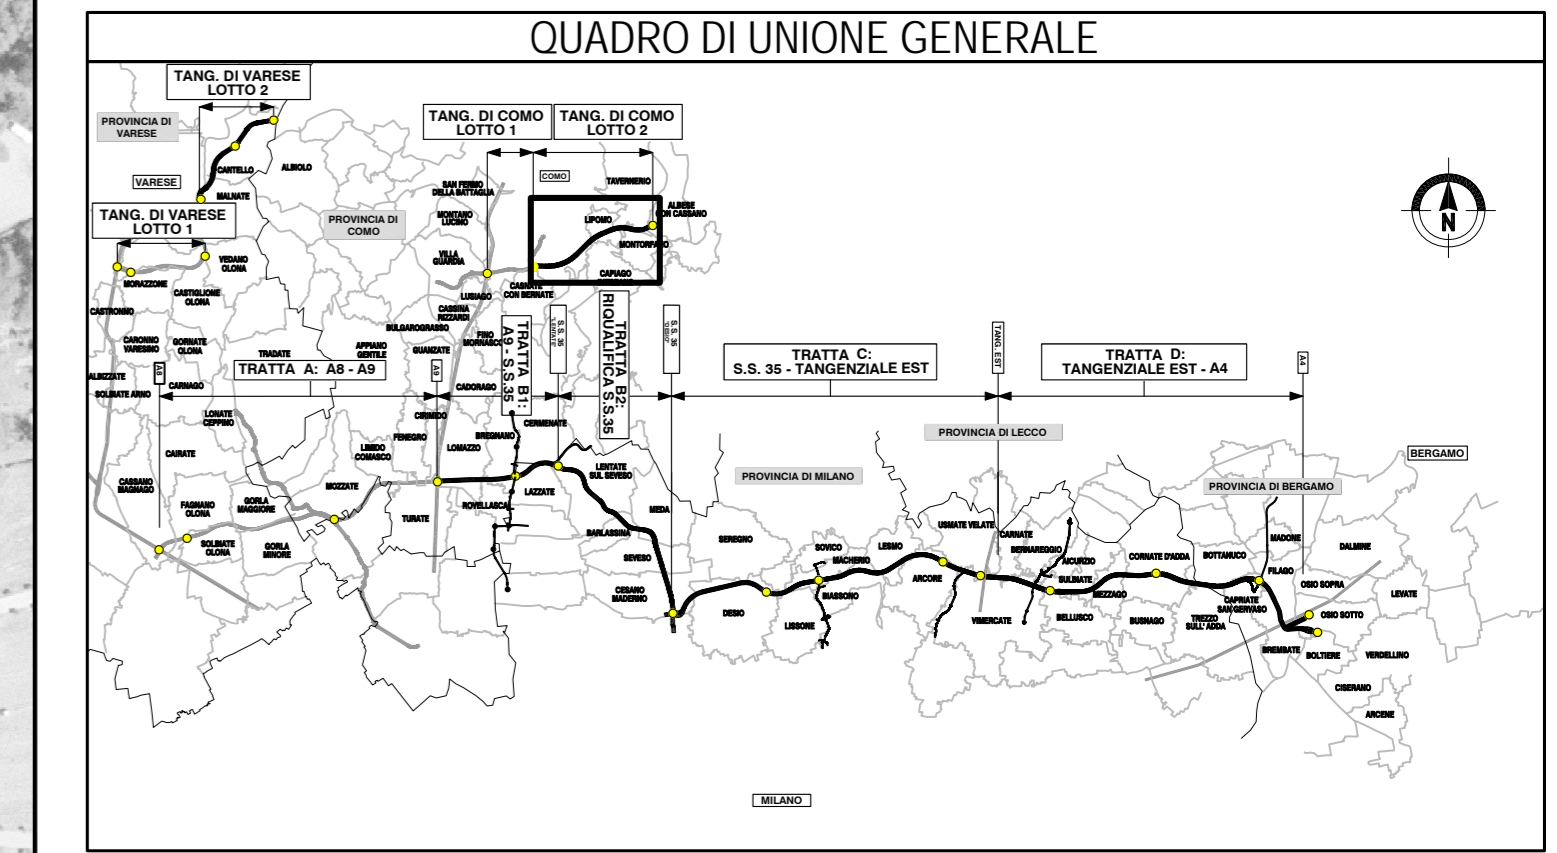 QUADRO DI UNIONE GENERALE
TANG. DI VARESE
LOTTO 2
PROVINCIA DI
VARESE
CANTELLO
ALBIOLO
VARESE
MALNATE
TANG. DI VARESE
LOTTO 1
VEDANO
OLONA
MORAZZONE
CASTIGLIONE
OLONA
CASTRONNO
CARONNO
VARESINO
GORNATE
OLONA
TRADATE
ALBIZZATE
CARNAGO
SOLBIATE ARNO
TANG. DI COMO
LOTTO 1
TANG. DI COMO
LOTTO 2
COMO
TAVERNERIO
SAN FERMO
DELLA BATTAGLIA
PROVINCIA DI
COMO
MONTANO
LUCINO
LIPOMO
ALBESE
CON CASSANO
MONTORFANO
VILLA
GUARDIA
CAPIAGO
CASNATE
CON BERNATE
LUSIAGO
CASSINA
RIZZARDI
BULGAROGRASSO
FINO
MORNASCO
APPIANO
GENTILE
GUANZATE
CADORAGO
TRATTA A: A8 - A9
A8
A9
TRATTA B1:
A9 - S.S.35
S.S. 35
"LENTATE"
TRATTA B2:
RIQUALIFICA S.S.35
S.S. 35
"DESIO"
TRATTA C:
S.S. 35 - TANGENZIALE EST
TANG. EST
TRATTA D:
TANGENZIALE EST - A4
A4
LONATE
CEPPINO
CIRIMIDO
FENEGRO
LIMIDO
COMASCO
LOMAZZO
BREGNANO
CERMENATE
CAIRATE
CASSANO
MAGNAGO
FAGNANO
OLONA
GORLA
MAGGIORE
MOZZATE
TURATE
ROVELLASCA
LAZZATE
LENTATE
SUL SEVESO
SOLBIATE
OLONA
GORLA
MINORE
MEDA
BARLASSINA
SEVESO
CESANO
MADERNO
PROVINCIA DI MILANO
PROVINCIA DI LECCO
PROVINCIA DI BERGAMO
BERGAMO
SEREGNO
DESIO
SOVICO
MACHERIO
LISSONE
BIASSONO
LESMO
ARCORE
USMATE VELATE
CARNATE
BERNAREGGIO
AICURZIO
SULBIATE
VIMERCATE
MEZZAGO
BELLUSCO
CORNATE D'ADDA
BUSNAGO
BOTTANUCO
TREZZO
SULL' ADDA
CAPRIATE
SAN GERVASO
MADONE
FILAGO
DALMINE
OSIO SOPRA
LEVATE
OSIO SOTTO
BREMBATE
BOLTIERE
VERDELLINO
CISERANO
ARCENE
MILANO
N